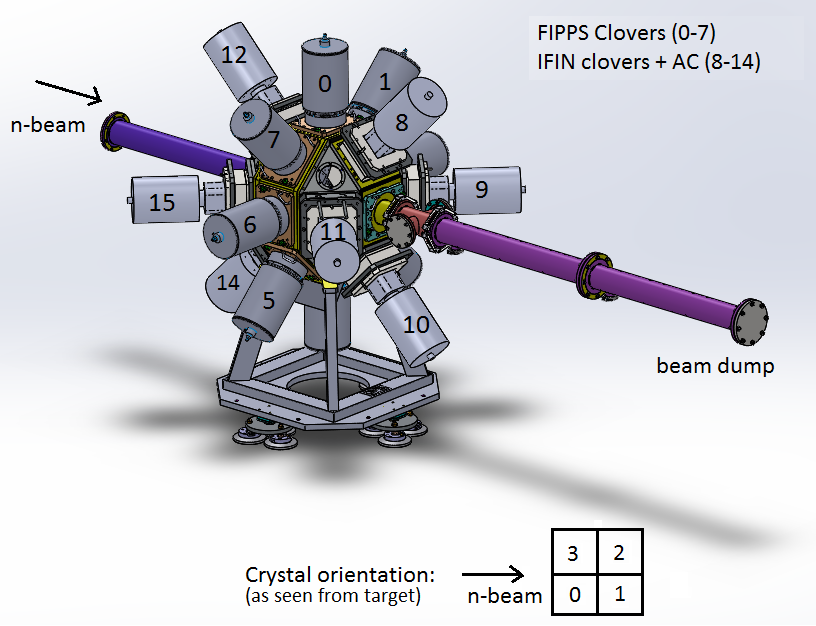 FIPPS Clovers (0-7)
IFIN clovers + AC (8-14)
12
0
1
8
7
n-beam
15
9
6
11
14
5
10
beam dump
3 2
Crystal orientation:
(as seen from target)
n-beam
0 1